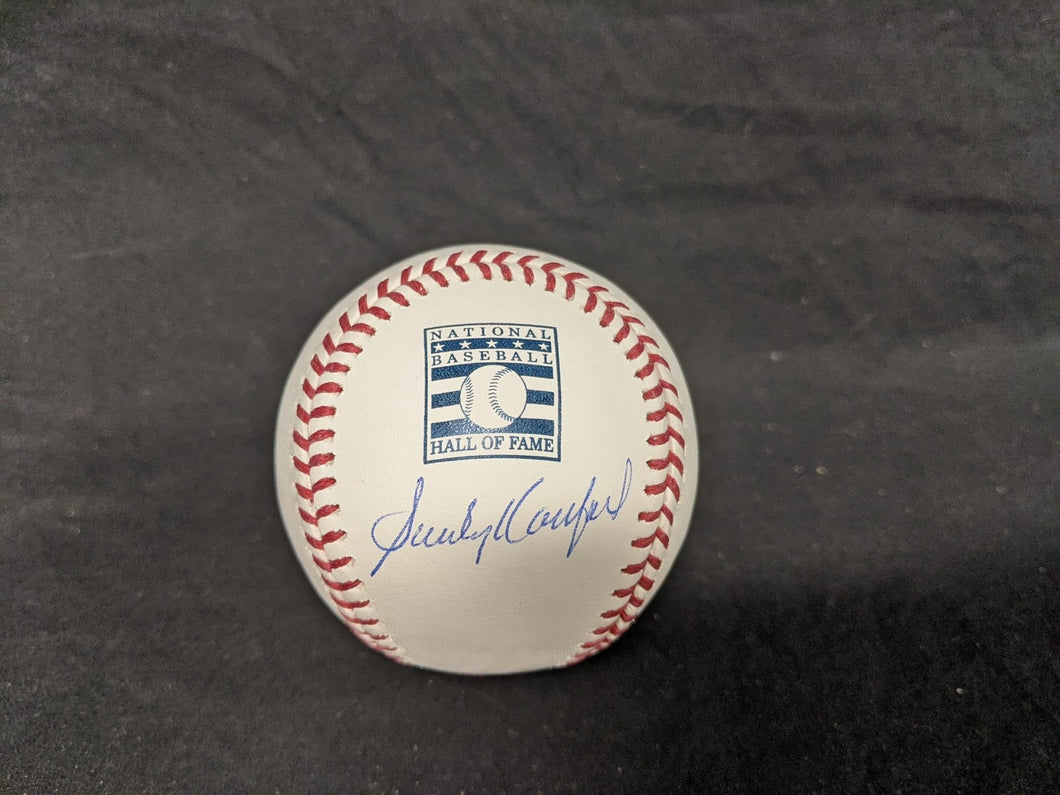 NATIONAL
BASEBALL
HALL OF FAME
Sandy Koufax